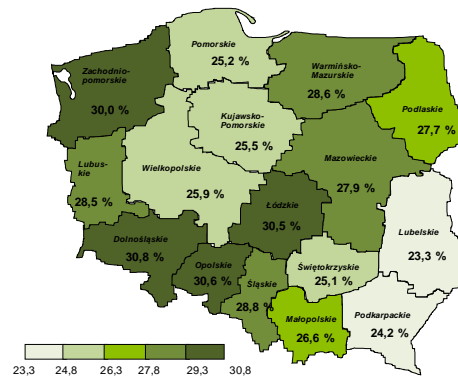 Pomorskie
25,2 %
Zachodnio-
pomorskie
30,0 %
Warmińsko-
Mazurskie
28,6 %
Podlaskie
27,7 %
Kujawsko-
Pomorskie
25,5 %
Lubus-
kie
28,5 %
Wielkopolskie
25,9 %
Mazowieckie
27,9 %
Łódzkie
30,5 %
Lubelskie
23,3 %
Dolnośląskie
30,8 %
Opolskie
30,6 %
Śląskie
28,8 %
Świętokrzyskie
25,1 %
Małopolskie
26,6 %
Podkarpackie
24,2 %
23,3 24,8 26,3 27,8 29,3 30,8